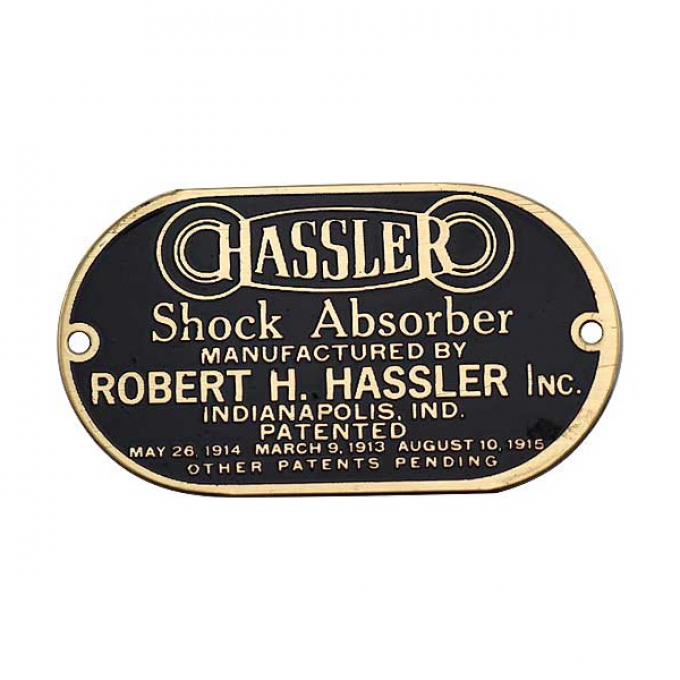 HASSLER
Shock Absorber
MANUFACTURED BY
ROBERT H. HASSLER INC.
INDIANAPOLIS, IND.
PATENTED
MAY 26, 1914 MARCH 9, 1913 AUGUST 10, 1915
OTHER PATENTS PENDING